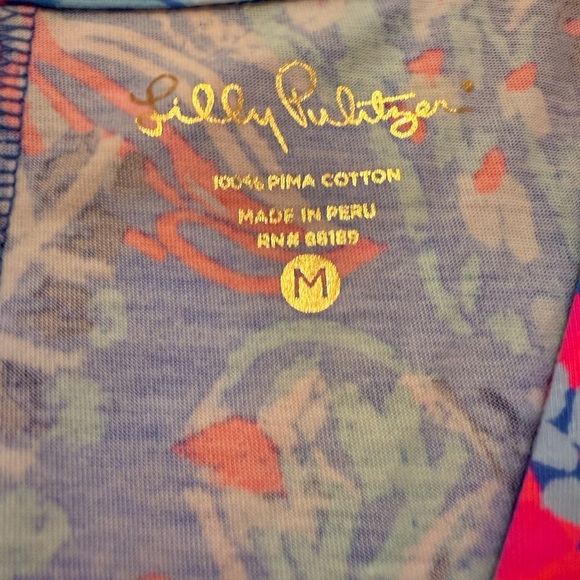 Lilly Pulitzer
100% PIMA COTTON
MADE IN PERU
RN# 88189
M